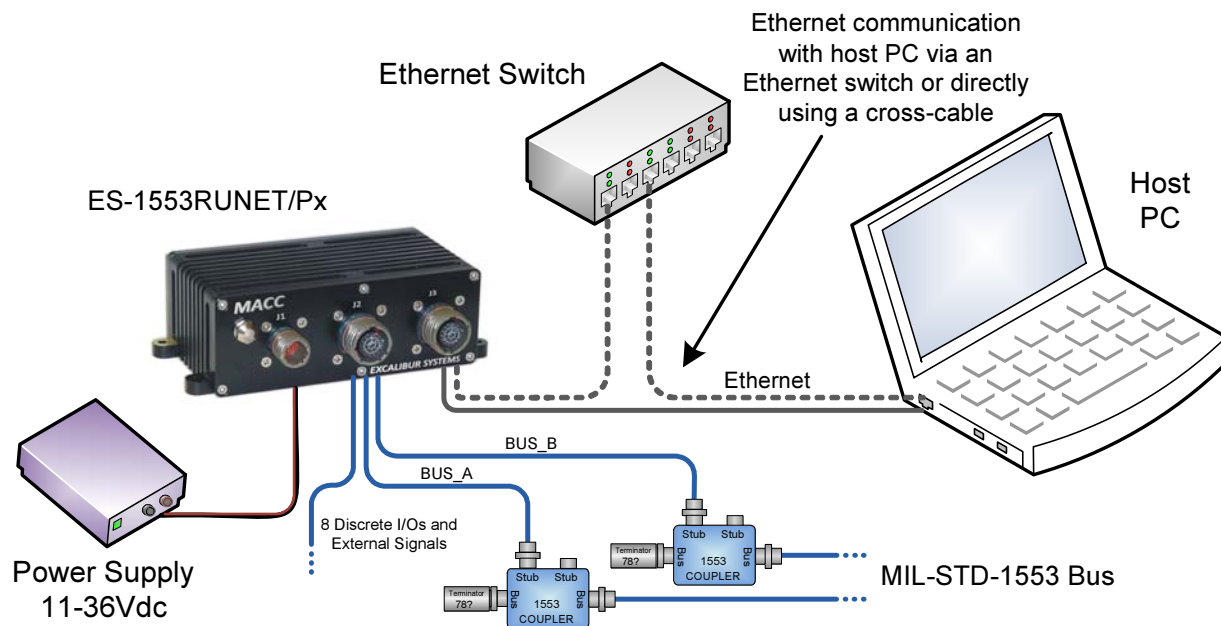 Ethernet communication
with host PC via an
Ethernet switch or directly
using a cross-cable
Ethernet Switch
Host
PC
ES-1553RUNET/Px
MACC
J1
J2
J3
EXCALIBUR SYSTEMS
Ethernet
BUS_B
BUS_A
8 Discrete I/Os and
External Signals
Power Supply
11-36Vdc
Stub Stub
Terminator
78?
Bus
1553
COUPLER
Bus
Stub Stub
Terminator
78?
Bus
1553
COUPLER
Bus
MIL-STD-1553 Bus